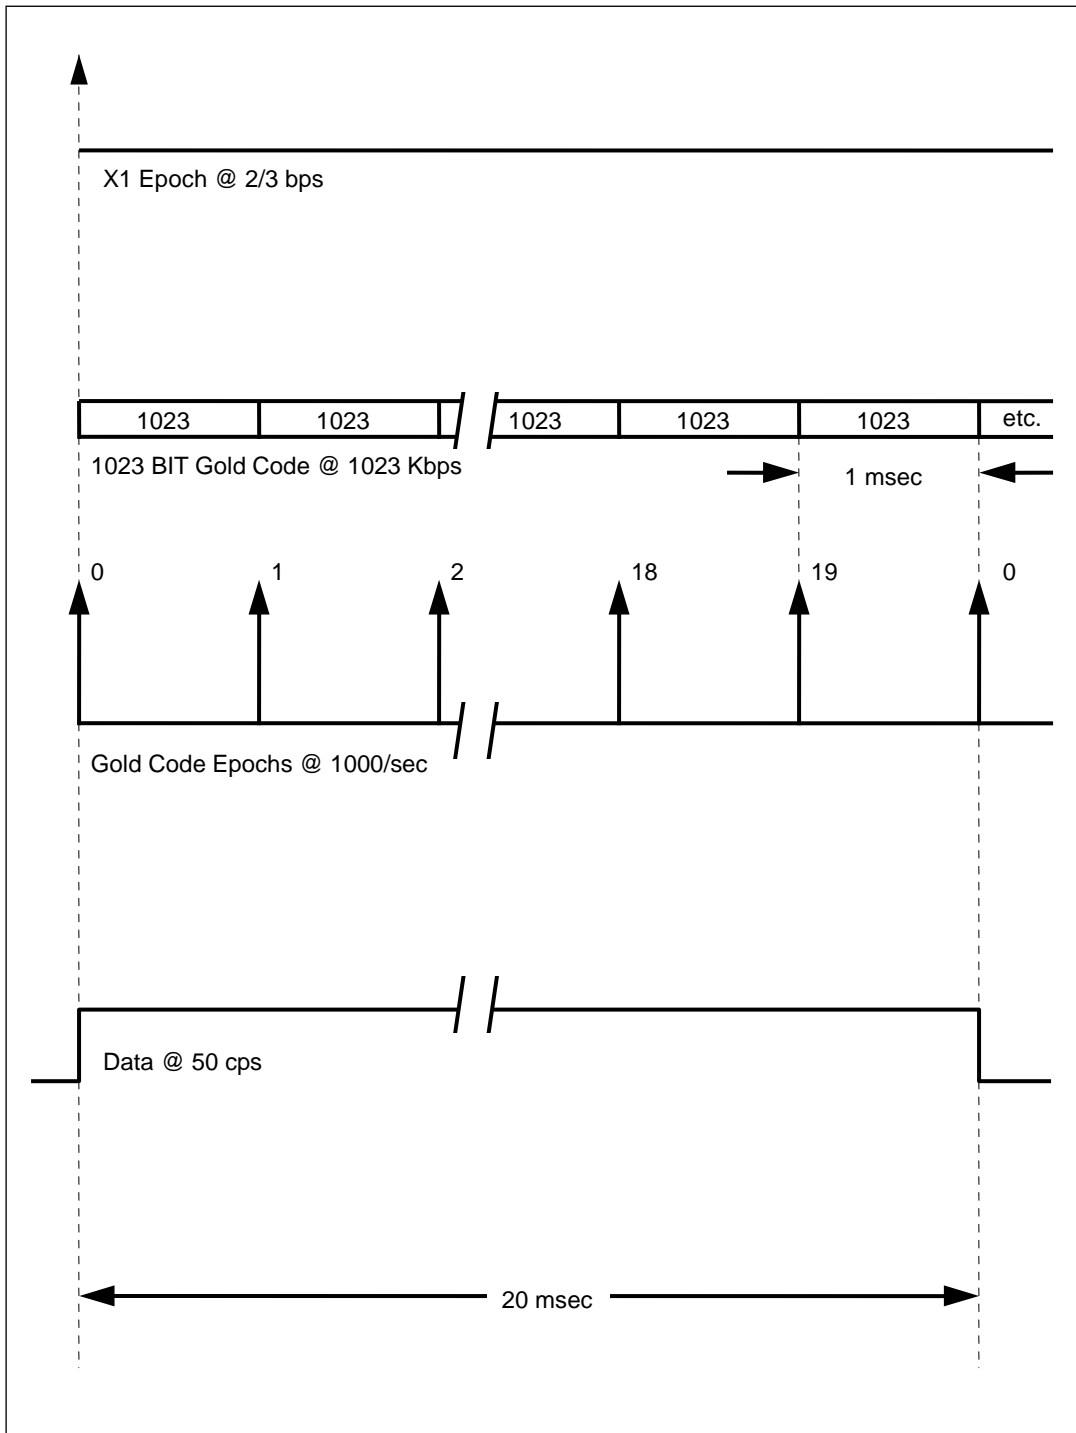 X1 Epoch @ 2/3 bps
1023 1023 1023 1023 1023 etc.
1023 BIT Gold Code @ 1023 Kbps
1 msec
0 1 2 18 19 0
Gold Code Epochs @ 1000/sec
Data @ 50 cps
20 msec